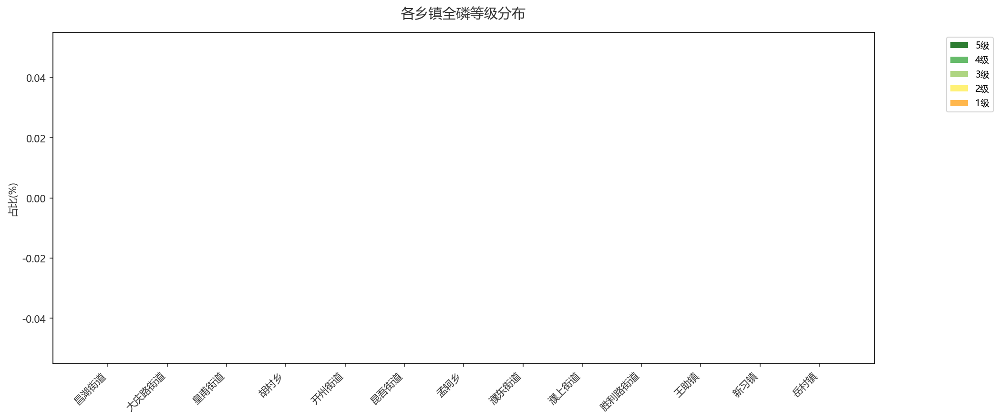 各乡镇全磷等级分布
5级
4级
3级
2级
1级
占比(%)
0.04
0.02
0.00
-0.02
-0.04
昌湖街道
大庆路街道
皇甫街道
胡村乡
开州街道
昆吾街道
孟轲乡
濮东街道
濮上街道
胜利路街道
王助镇
新习镇
岳村镇